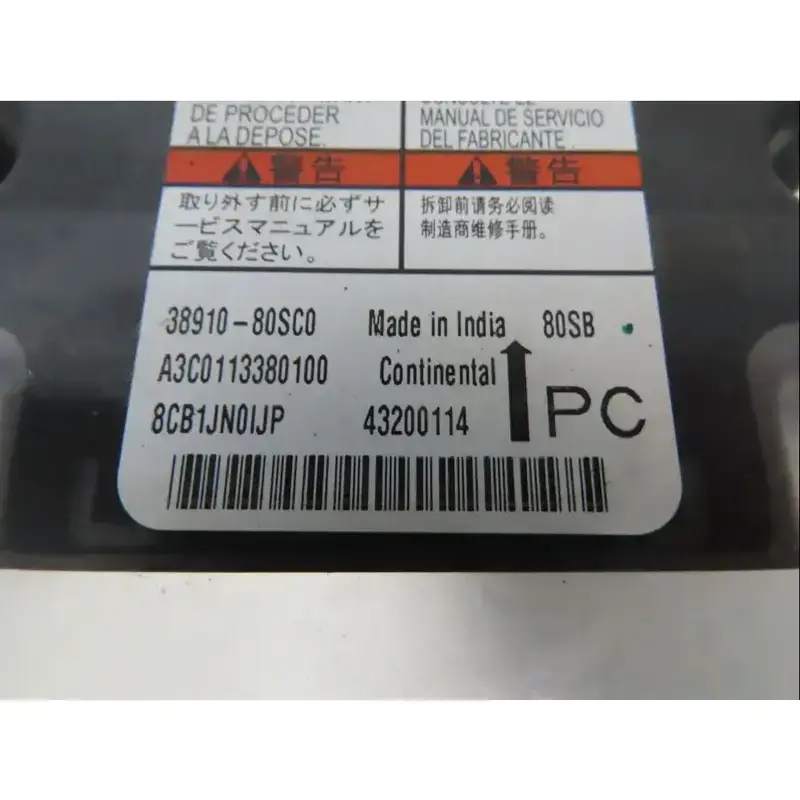 DE PROCEDER
A LA DEPOSE.
MANUAL DE SERVICIO
DEL FABRICANTE.
警告
警告
取り外す前に必ずサ
ービスマニュアルを
ご覧ください。
拆卸前请务必阅读
制造商维修手册。
38910-80SC0 Made in India 80SB
A3C0113380100 Continental
8CB1JN0IJP 43200114
PC